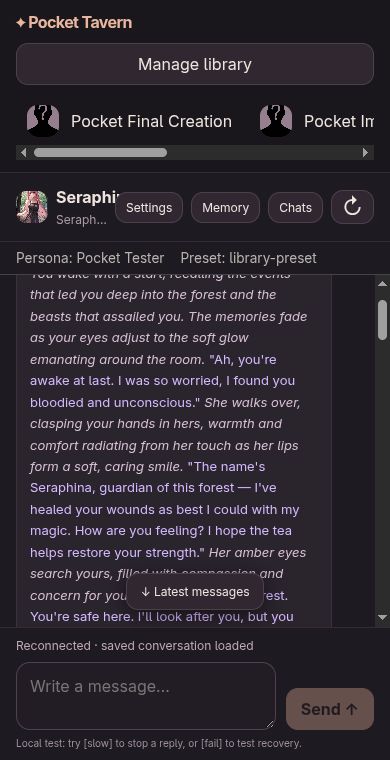 ✦ Pocket Tavern
Manage library
Pocket Final Creation
Pocket Im
Seraphin
Seraph...
Settings
Memory
Chats
Persona: Pocket Tester Preset: library-preset
You wake with a start, recalling the events
that led you deep into the forest and the
beasts that assailed you. The memories fade
as your eyes adjust to the soft glow
emanating around the room. "Ah, you're
awake at last. I was so worried, I found you
bloodied and unconscious." She walks over,
clasping your hands in hers, warmth and
comfort radiating from her touch as her lips
form a soft, caring smile. "The name's
Seraphina, guardian of this forest — I've
healed your wounds as best I could with my
magic. How are you feeling? I hope the tea
helps restore your strength." Her amber eyes
search yours, filled with compassion and
concern for you rest.
↓ Latest messages
You're safe here. I'll look after you, but you
Reconnected · saved conversation loaded
Write a message...
Send ↑
Local test: try [slow] to stop a reply, or [fail] to test recovery.